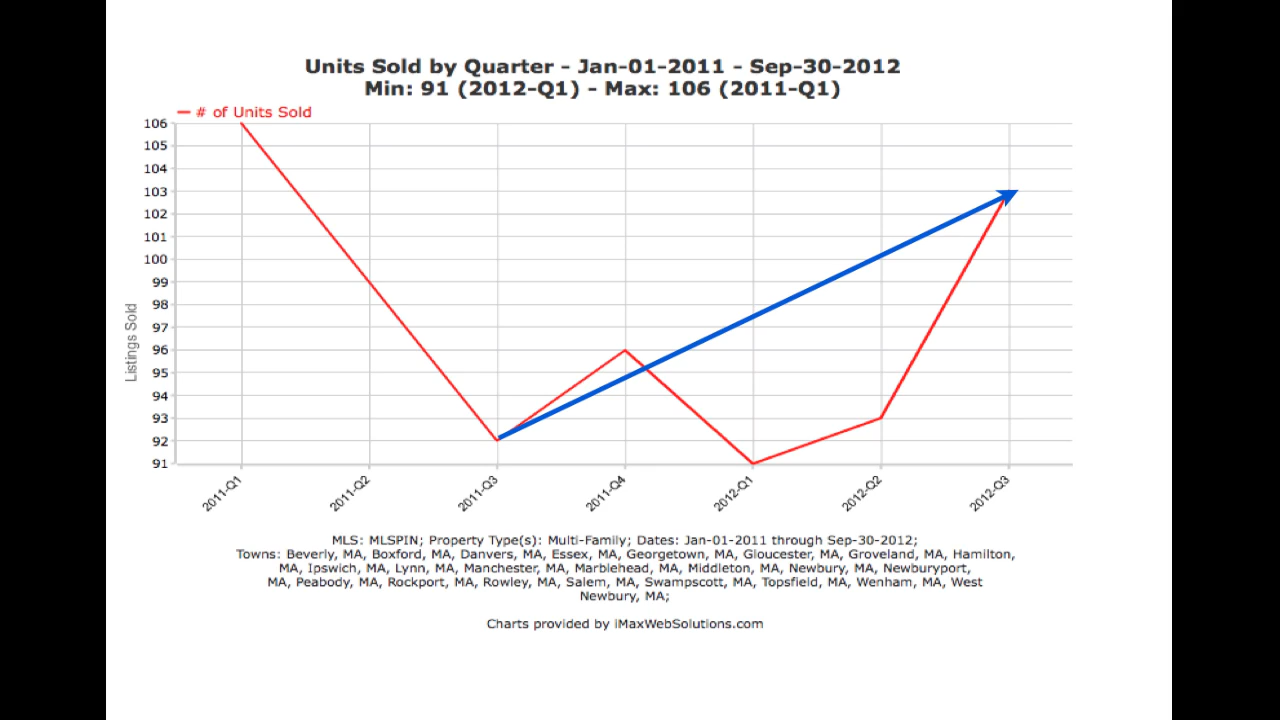 Units Sold by Quarter - Jan-01-2011 - Sep-30-2012
Min: 91 (2012-Q1) - Max: 106 (2011-Q1)
# of Units Sold
106
105
104
103
102
101
100
99
98
97
96
95
94
93
92
91
Listings Sold
2011-Q1
2011-Q2
2011-Q3
2011-Q4
2012-Q1
2012-Q2
2012-Q3
MLS: MLSPIN; Property Type(s): Multi-Family; Dates: Jan-01-2011 through Sep-30-2012;
Towns: Beverly, MA, Boxford, MA, Danvers, MA, Essex, MA, Georgetown, MA, Gloucester, MA, Groveland, MA, Hamilton,
MA, Ipswich, MA, Lynn, MA, Manchester, MA, Marblehead, MA, Middleton, MA, Newbury, MA, Newburyport,
MA, Peabody, MA, Rockport, MA, Rowley, MA, Salem, MA, Swampscott, MA, Topsfield, MA, Wenham, MA, West
Newbury, MA;
Charts provided by iMaxWebSolutions.com